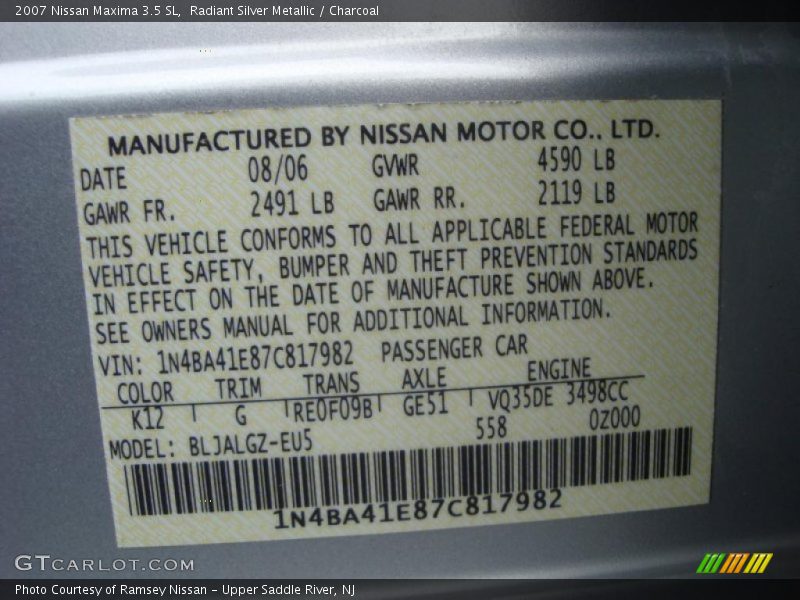 2007 Nissan Maxima 3.5 SL,  Radiant Silver Metallic / Charcoal
MANUFACTURED BY NISSAN MOTOR CO., LTD.
DATE 08/06 GVWR 4590 LB
GAWR FR. 2491 LB GAWR RR. 2119 LB
THIS VEHICLE CONFORMS TO ALL APPLICABLE FEDERAL MOTOR
VEHICLE SAFETY, BUMPER AND THEFT PREVENTION STANDARDS
IN EFFECT ON THE DATE OF MANUFACTURE SHOWN ABOVE.
SEE OWNERS MANUAL FOR ADDITIONAL INFORMATION.
VIN: 1N4BA41E87C817982 PASSENGER CAR
COLOR TRIM TRANS AXLE ENGINE
K12 G RE0F09B GE51 VQ35DE 3498CC
558 0Z000
MODEL: BLJALGZ-EU5
1N4BA41E87C817982
GTCARLOT.COM
Photo Courtesy of Ramsey Nissan – Upper Saddle River, NJ